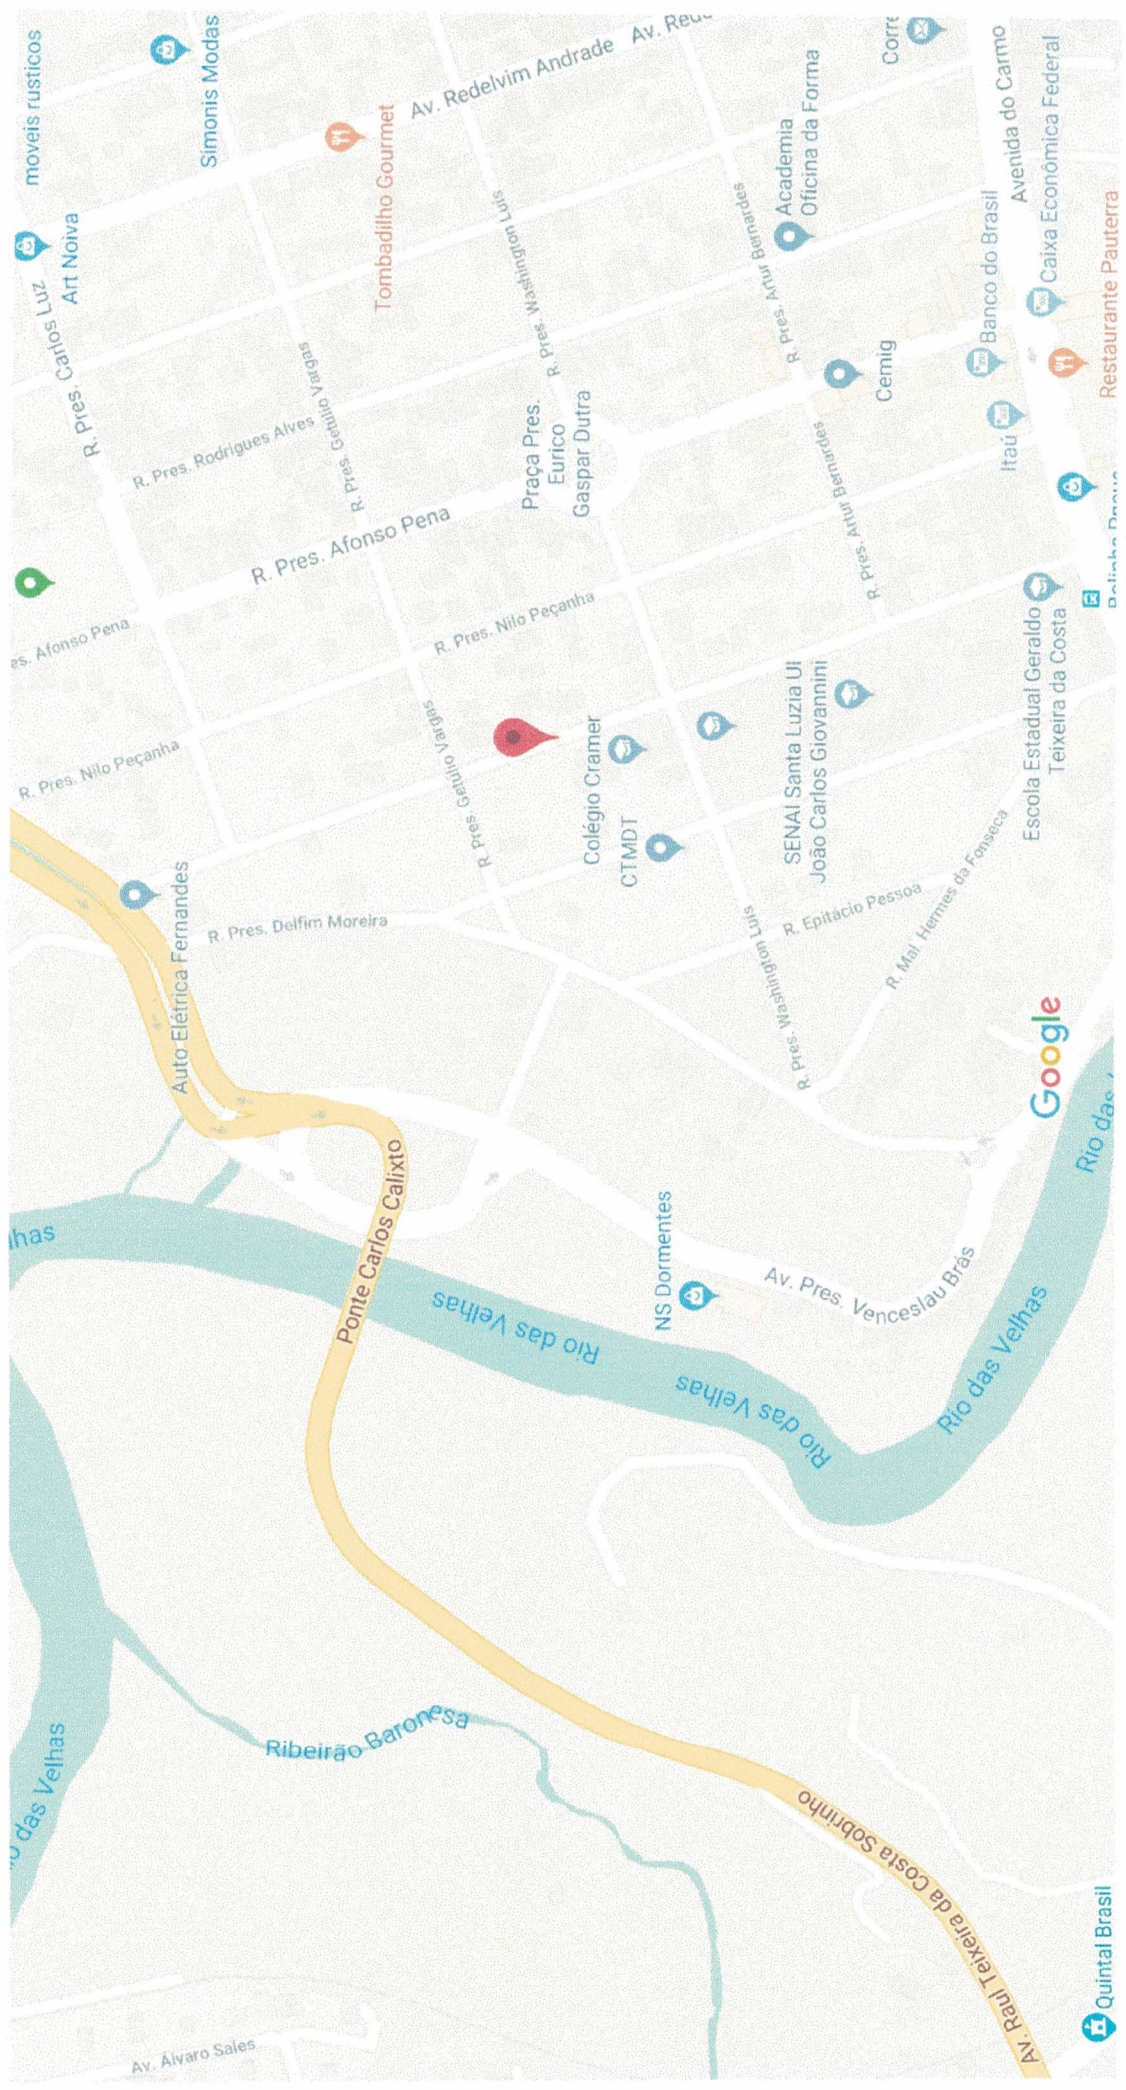 das Velhas
lhas
es. Afonso Pena
moveis rusticos
R. Pres. Nilo Peçanha
Art Noiva
R. Pres. Carlos Luz
Av. Álvaro Sales
Auto Elétrica Fernandes
R. Pres. Rodrigues Alves
Simonis Modas
R. Pres. Delfim Moreira
R. Pres. Afonso Pena
R. Pres. Getúlio Vargas
Ribeirão Baronesa
Ponte Carlos Calixto
Tombadilho Gourmet
R. Pres. Getúlio Vargas
R. Pres. Nilo Peçanha
Av. Redelvim Andrade
Rio das Velhas
Praça Pres.
Eurico
Gaspar Dutra
R. Pres. Washington Luís
Colégio Cramer
CTMDT
NS Dormentes
Av.
Rio das Velhas
R. Pres. Washington Luís
R. Epitácio Pessoa
SENAI Santa Luzia UI
João Carlos Giovannini
R. Pres. Artur Bernardes
Academia
Oficina da Forma
Av. Pres. Venceslau Brás
R. Pres. Artur Bernardes
Cemig
R. Mal. Hermes da Fonseca
Av. Raul Teixeira da Costa Sobrinho
Rio das Velhas
Banco do Brasil
Itaú
Avenida do Carmo
Escola Estadual Geraldo
Teixeira da Costa
Google
Caixa Econômica Federal
Rio das
Quintal Brasil
Restaurante Pauterra